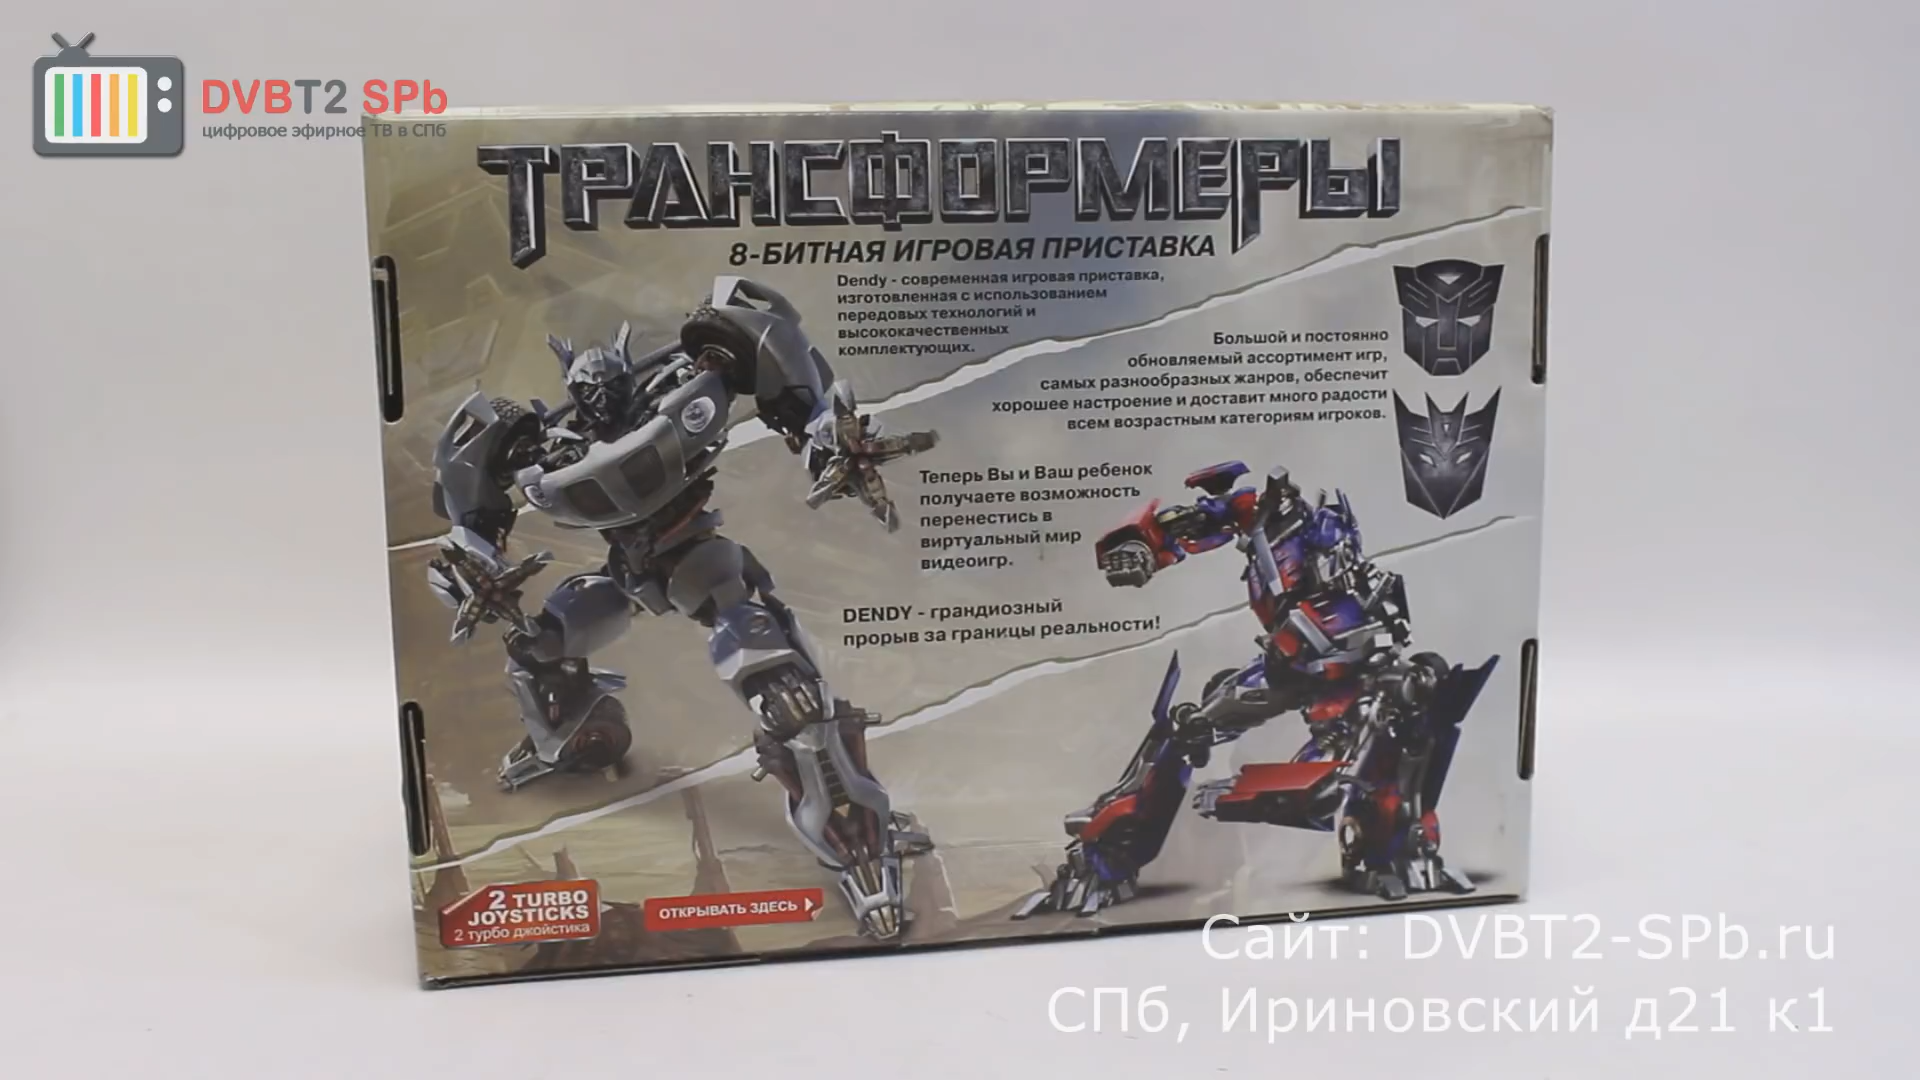 DVBT2 SPb
цифровое эфирное ТВ в СПб
ТРАНСФОРМЕРЫ
8-БИТНАЯ ИГРОВАЯ ПРИСТАВКА
Dendy - современная игровая приставка,
изготовленная с использованием
передовых технологий и
высококачественных
комплектующих.
Большой и постоянно
обновляемый ассортимент игр,
самых разнообразных жанров, обеспечит
хорошее настроение и доставит много радости
всем возрастным категориям игроков.
Теперь Вы и Ваш ребенок
получаете возможность
перенестись в
виртуальный мир
видеоигр.
DENDY - грандиозный
прорыв за границы реальности!
2 TURBO
JOYSTICKS
2 турбо джойстика
ОТКРЫВАТЬ ЗДЕСЬ
Сайт: DVBT2-SPb.ru
СПб, Ириновский д21 к1